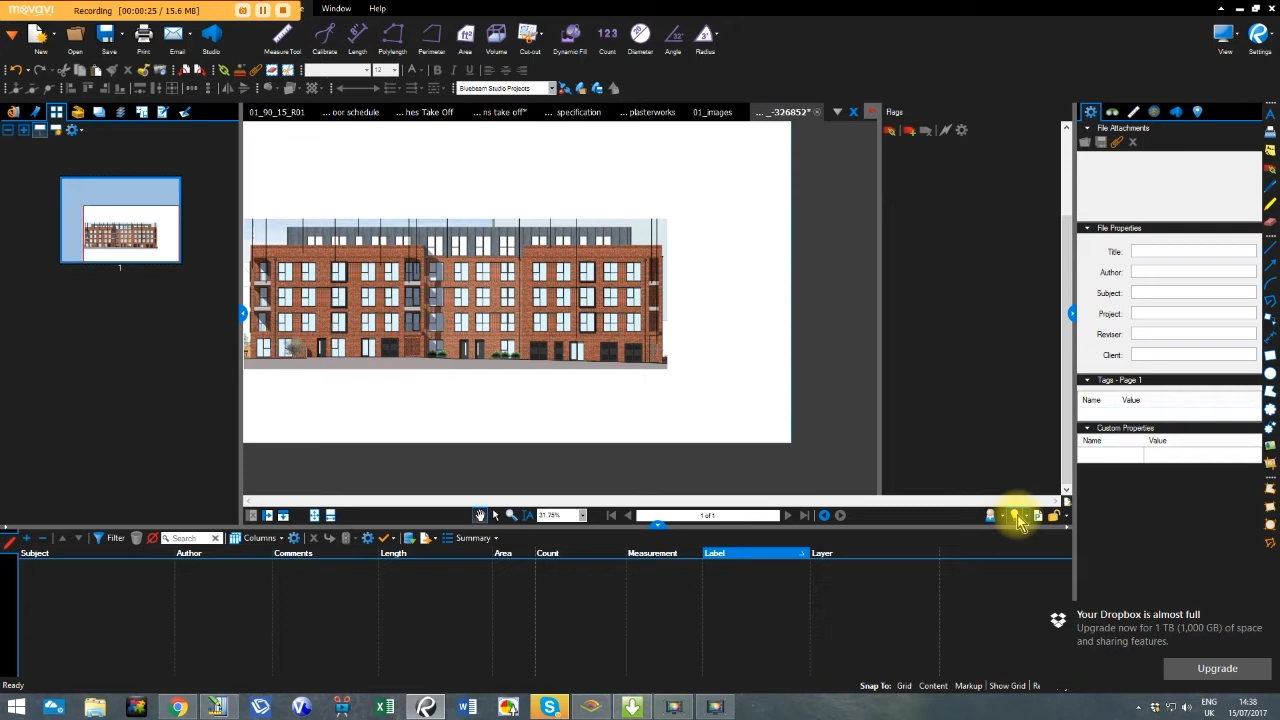 movavi
Recording [00:00:25 / 15.6 MB]
Window Help
New Open Save Print Email Studio Measure Tool Calibrate Length Polylength Perimeter Area Volume Cut-out Dynamic Fill Count Diameter Angle Radius View Settings
12
Bluebeam Studio Projects
01_90_15_R01 ... oor schedule ... hes Take Off ... ns take off* ... specification ... plasterworks 01_images ... _-326852* Flags
File Attachments
File Properties
Title:
Author:
Subject:
Project:
Reviser:
Client:
Tags - Page 1
Name Value
Custom Properties
Name Value
1
31.75% 1 of 1
Filter Search Columns Summary
Subject Author Comments Length Area Count Measurement Label Layer
Your Dropbox is almost full
Upgrade now for 1 TB (1,000 GB) of space
and sharing features.
Upgrade
Ready Snap To: Grid Content Markup Show Grid
ENG 14:38
UK 15/07/2017